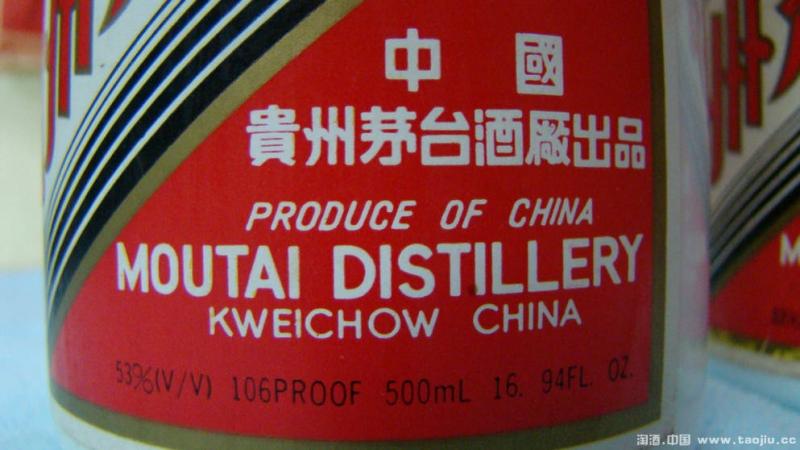 中國
貴州茅台酒廠出品
PRODUCE OF CHINA
MOUTAI DISTILLERY
KWEICHOW CHINA
53%(V/V) 106PROOF 500mL 16. 94FL. OZ.
淘酒.中国 www.taojiu.cc